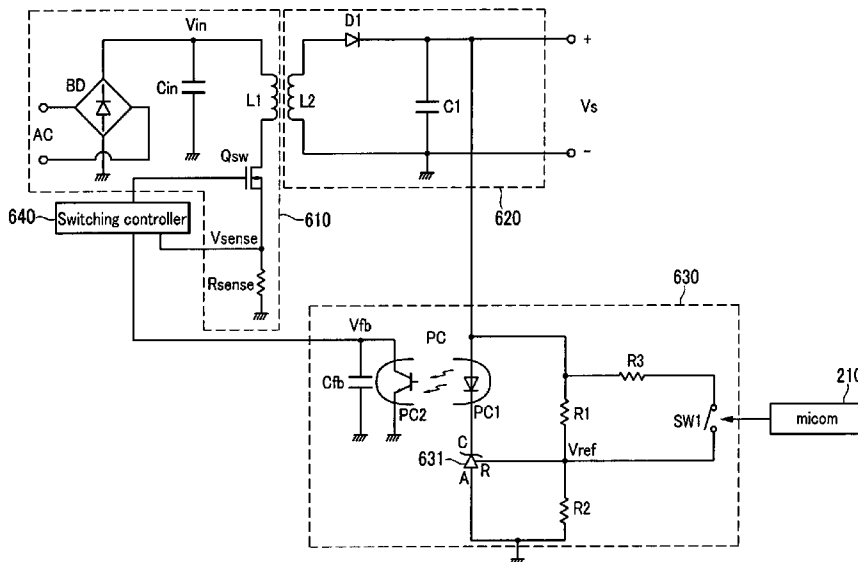 D1
Vin
+
BD
Cin
L1
L2
C1
Vs
AC
Qsw
-
620
640
Switching controller
610
Vsense
Rsense
630
Vfb
PC
R3
210
Cfb
R1
SW1
micom
PC2
PC1
C
Vref
631
A
R
R2